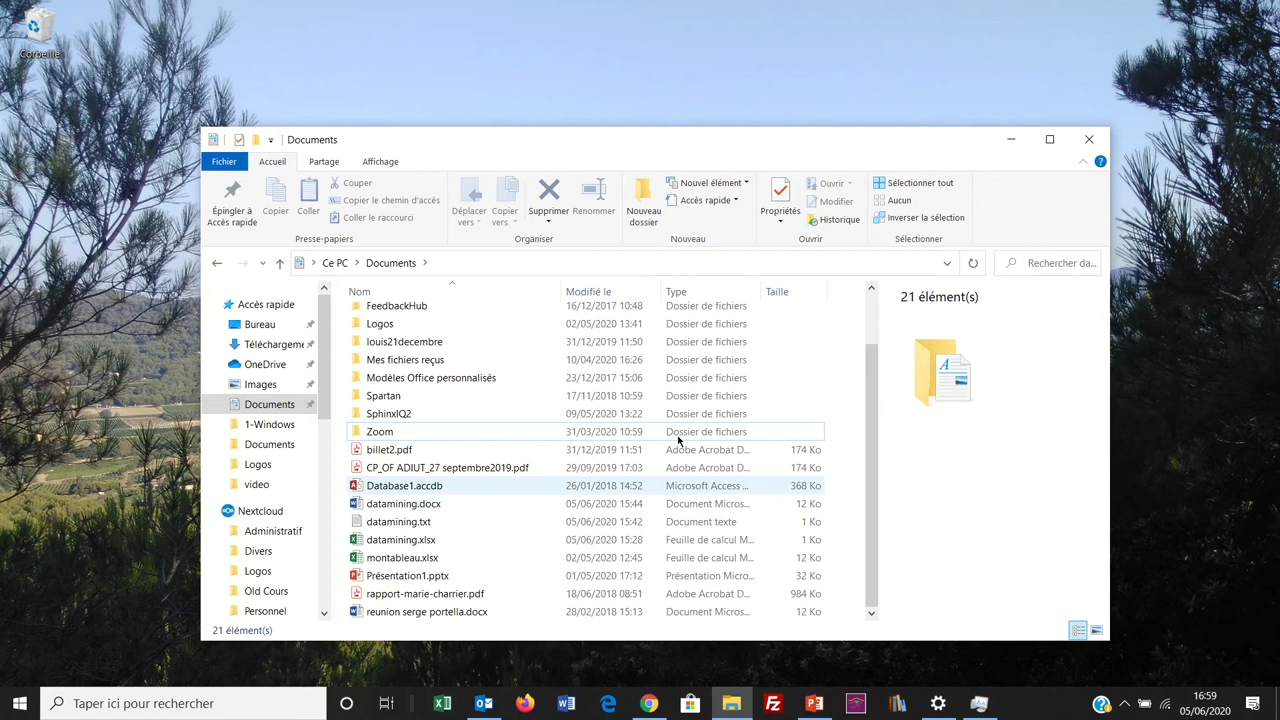 Corbeille
Documents
Fichier Accueil Partage Affichage
Épingler à Accès rapide
Copier
Coller
Couper
Copier le chemin d'accès
Coller le raccourci
Presse-papiers
Déplacer vers
Copier vers
Supprimer
Renommer
Organiser
Nouveau dossier
Nouvel élément
Accès rapide
Nouveau
Propriétés
Ouvrir
Modifier
Historique
Ouvrir
Sélectionner tout
Aucun
Inverser la sélection
Sélectionner
Ce PC > Documents >
Rechercher da...
Accès rapide
Bureau
Téléchargeme
OneDrive
Images
Documents
1-Windows
Documents
Logos
video
Nextcloud
Administratif
Divers
Logos
Old Cours
Personnel
Nom Modifié le Type Taille
FeedbackHub 16/12/2017 10:48 Dossier de fichiers
Logos 02/05/2020 13:41 Dossier de fichiers
louis21decembre 31/12/2019 11:50 Dossier de fichiers
Mes fichiers reçus 10/04/2020 16:26 Dossier de fichiers
Modèles Office personnalisés 23/12/2017 15:06 Dossier de fichiers
Spartan 17/11/2018 10:59 Dossier de fichiers
SphinxIQ2 09/05/2020 13:22 Dossier de fichiers
Zoom 31/03/2020 10:59 Dossier de fichiers
billet2.pdf 31/12/2019 11:51 Adobe Acrobat D... 174 Ko
CP_OF ADIUT_27 septembre2019.pdf 29/09/2019 17:03 Adobe Acrobat D... 174 Ko
Database1.accdb 26/01/2018 14:52 Microsoft Access ... 368 Ko
datamining.docx 05/06/2020 15:44 Document Micros... 12 Ko
datamining.txt 05/06/2020 15:42 Document texte 1 Ko
datamining.xlsx 05/06/2020 15:28 Feuille de calcul M... 1 Ko
montableau.xlsx 02/05/2020 12:45 Feuille de calcul M... 12 Ko
Présentation1.pptx 01/05/2020 17:12 Présentation Micro... 32 Ko
rapport-marie-charrier.pdf 18/06/2018 08:51 Adobe Acrobat D... 984 Ko
reunion serge portella.docx 28/02/2018 15:13 Document Micros... 12 Ko
21 élément(s)
21 élément(s)
Taper ici pour rechercher
16:59
05/06/2020